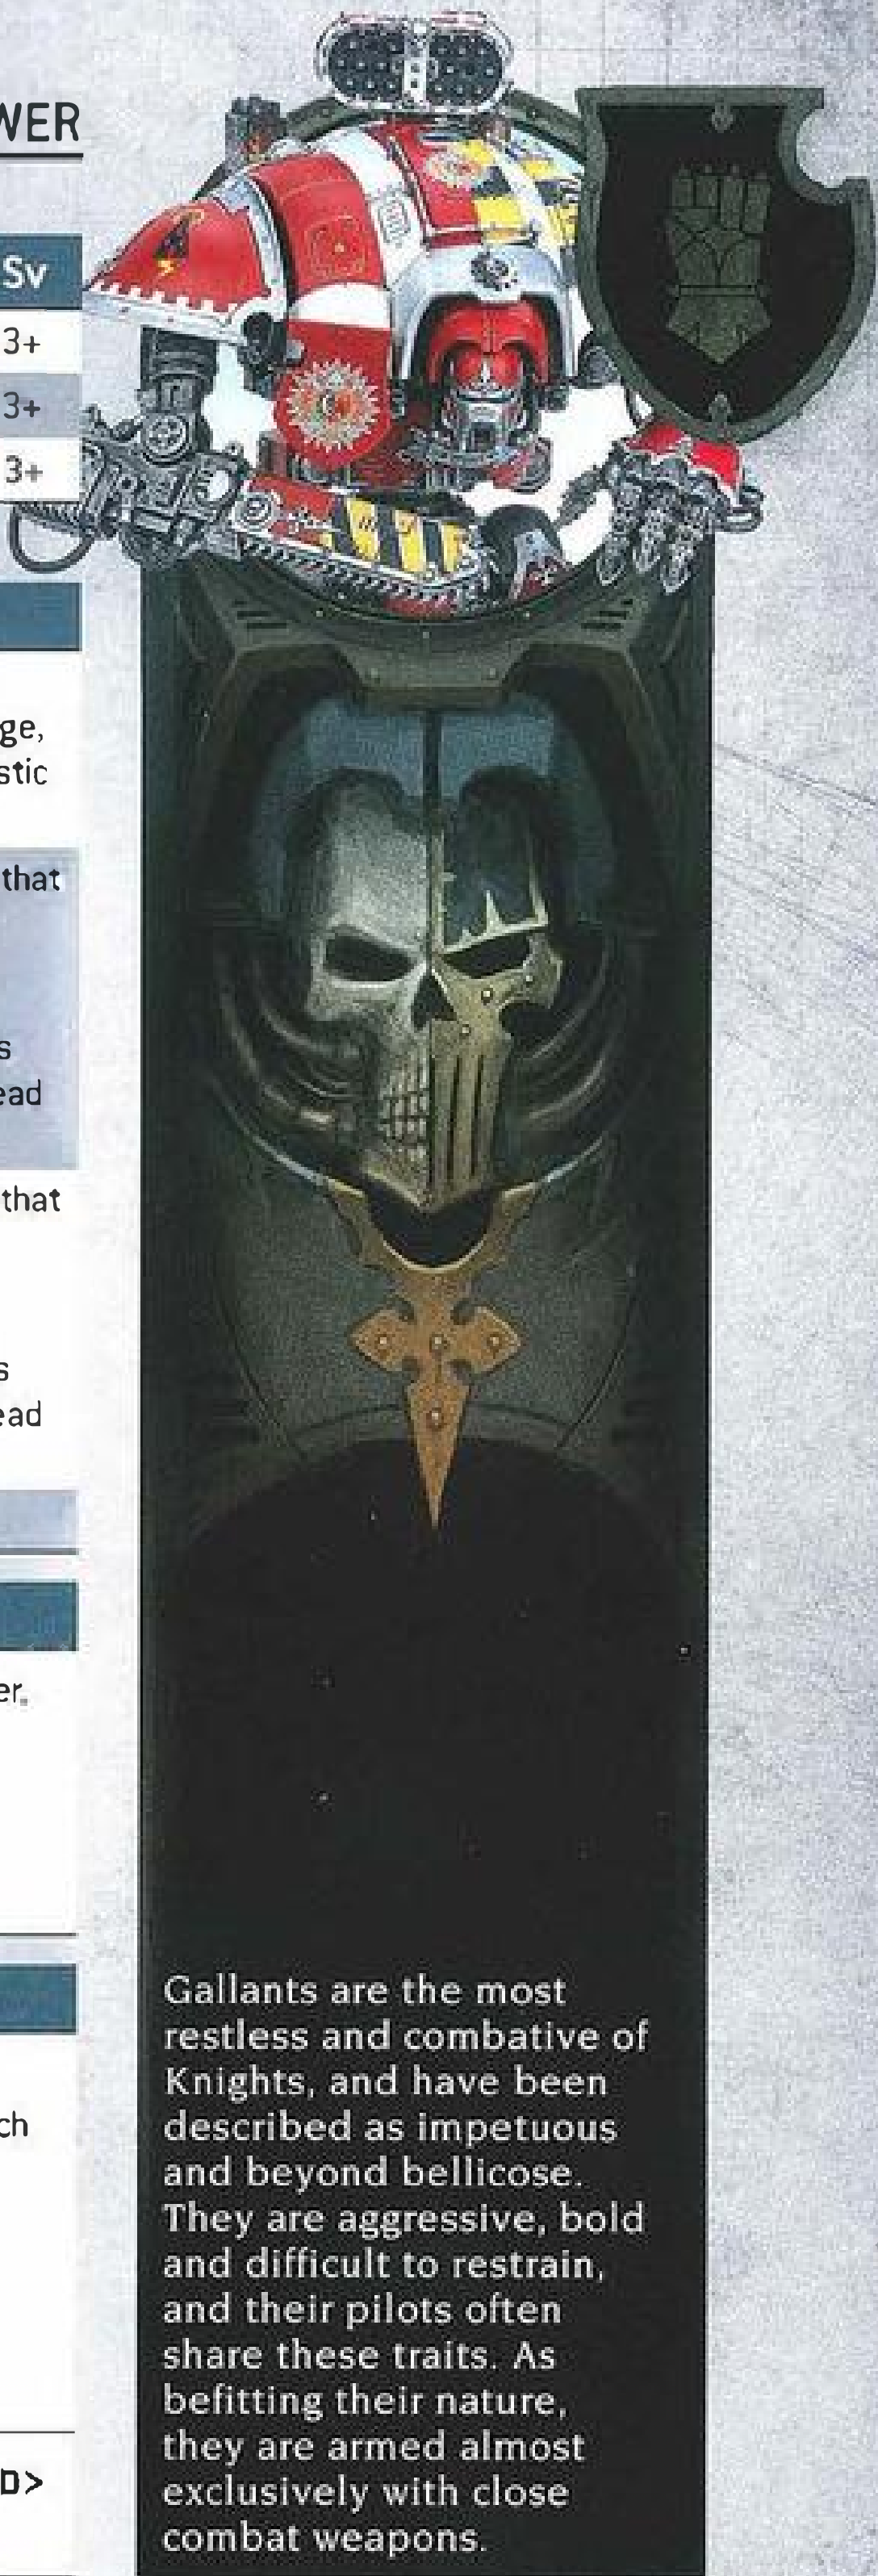 WER
Sv
3+
3+
3+
ge,
stic
that
s
ead
that
s
ead
er.
ch
D>
Gallants are the most
restless and combative of
Knights, and have been
described as impetuous
and beyond bellicose.
They are aggressive, bold
and difficult to restrain,
and their pilots often
share these traits. As
befitting their nature,
they are armed almost
exclusively with close
combat weapons.